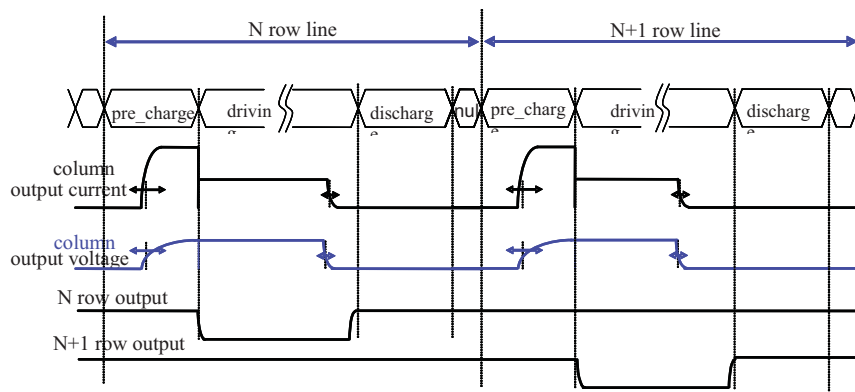 N row line
N+1 row line
pre_charge
drivin
g
discharg
e
nul
pre_charg
e
drivin
g
discharg
e
column
output current
column
output voltage
N row output
N+1 row output